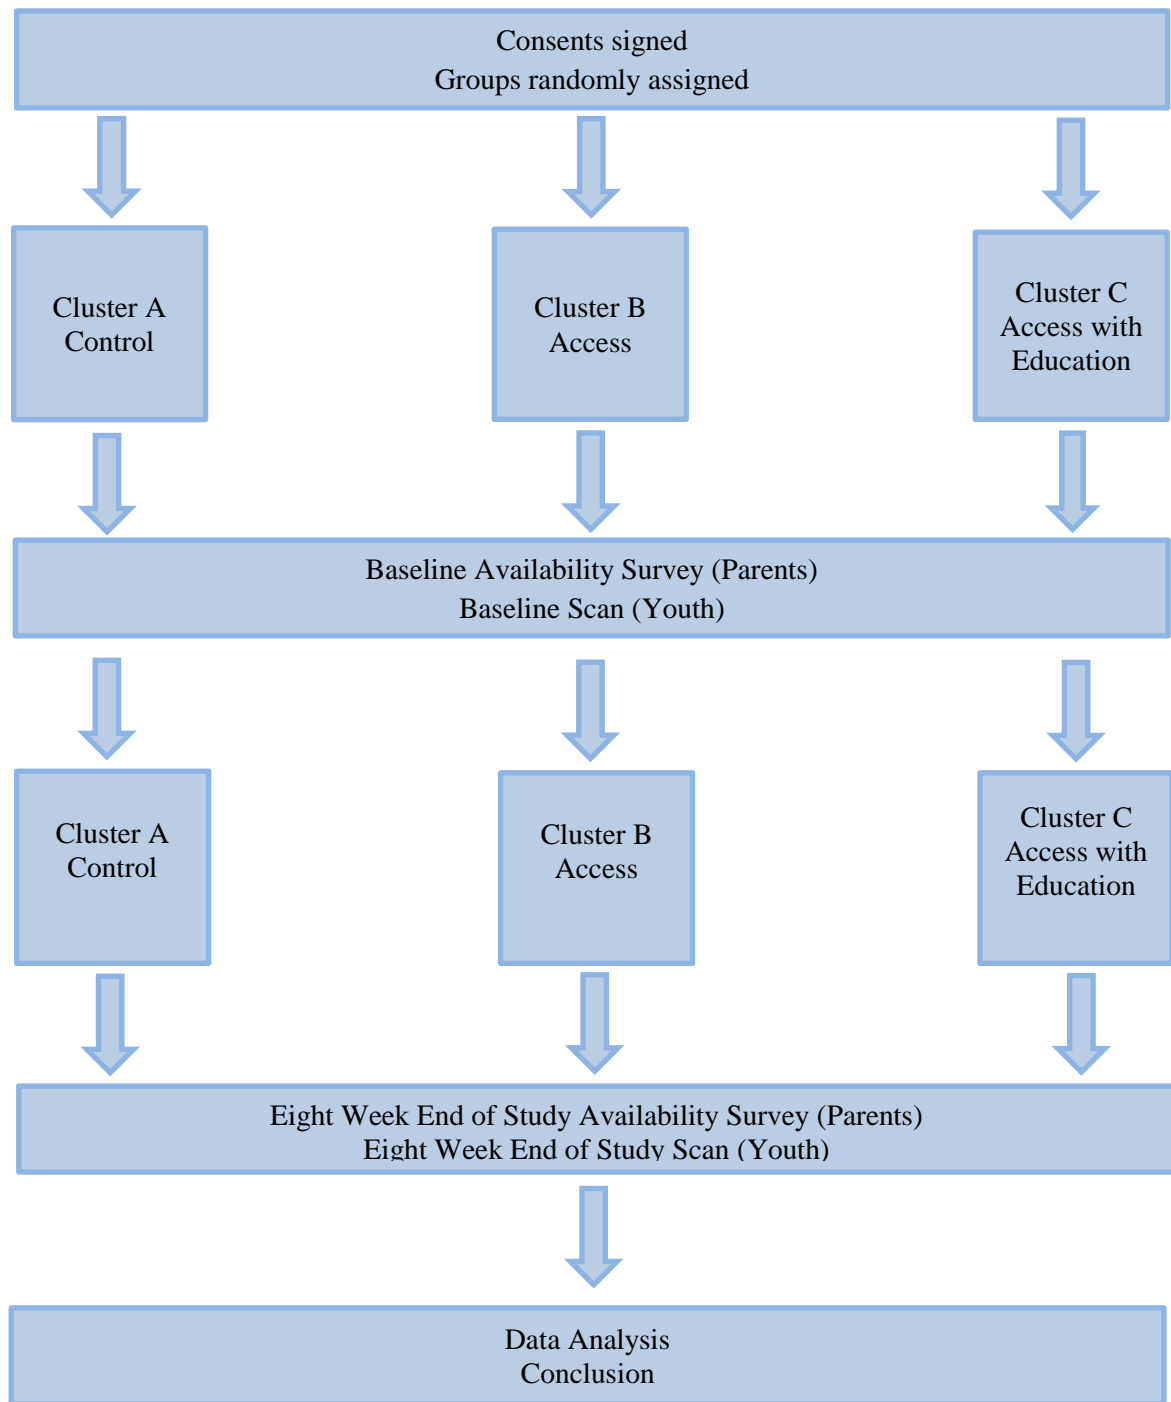 Consents signed
Groups randomly assigned
Cluster A
Control
Cluster B
Access
Cluster C
Access with
Education
Baseline Availability Survey (Parents)
Baseline Scan (Youth)
Cluster A
Control
Cluster B
Access
Cluster C
Access with
Education
Eight Week End of Study Availability Survey (Parents)
Eight Week End of Study Scan (Youth)
Data Analysis
Conclusion